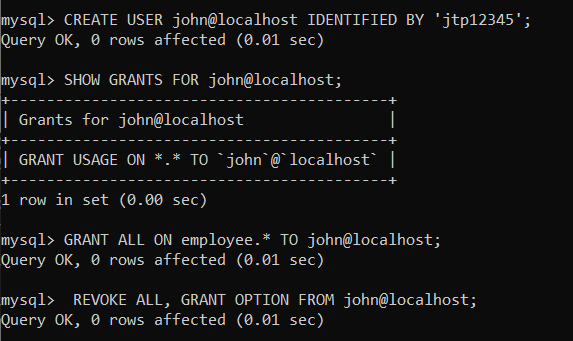 mysql> CREATE USER john@localhost IDENTIFIED BY 'jtp12345';
Query OK, 0 rows affected (0.01 sec)
mysql> SHOW GRANTS FOR john@localhost;
+------------------------------------------+
| Grants for john@localhost                |
+------------------------------------------+
| GRANT USAGE ON *.* TO `john`@`localhost` |
+------------------------------------------+
1 row in set (0.00 sec)
mysql> GRANT ALL ON employee.* TO john@localhost;
Query OK, 0 rows affected (0.01 sec)
mysql>  REVOKE ALL, GRANT OPTION FROM john@localhost;
Query OK, 0 rows affected (0.01 sec)